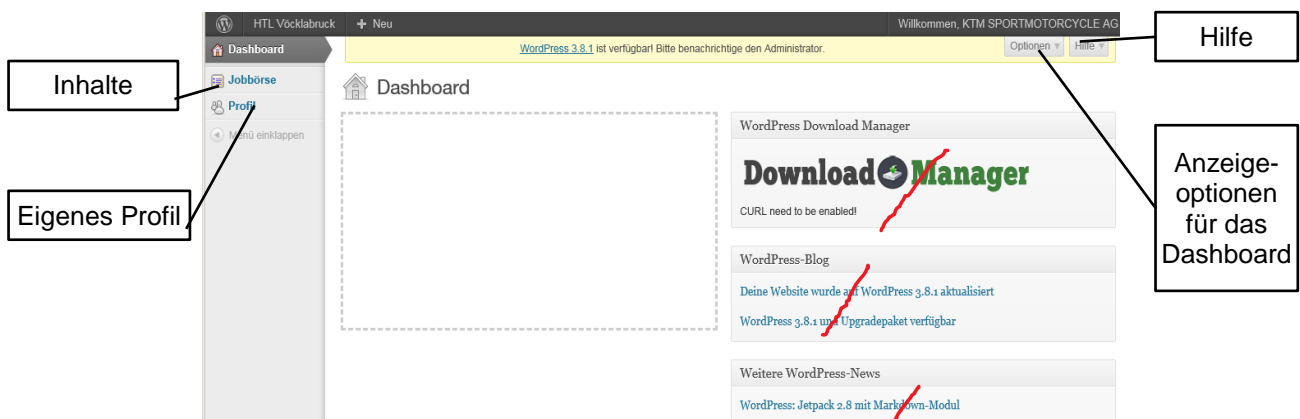 HTL Vöcklabruck + Neu Willkommen, KTM SPORTMOTORCYCLE AG
Dashboard
WordPress 3.8.1 ist verfügbar! Bitte benachrichtige den Administrator.
Optionen Hilfe
Hilfe
Inhalte
Jobbörse
Profil
Menü einklappen
Eigenes Profil
Dashboard
WordPress Download Manager
Download Manager
CURL need to be enabled!
Anzeige-
optionen
für das
Dashboard
WordPress-Blog
Deine Website wurde auf WordPress 3.8.1 aktualisiert
WordPress 3.8.1 und Upgradepaket verfügbar
Weitere WordPress-News
WordPress: Jetpack 2.8 mit Markdown-Modul